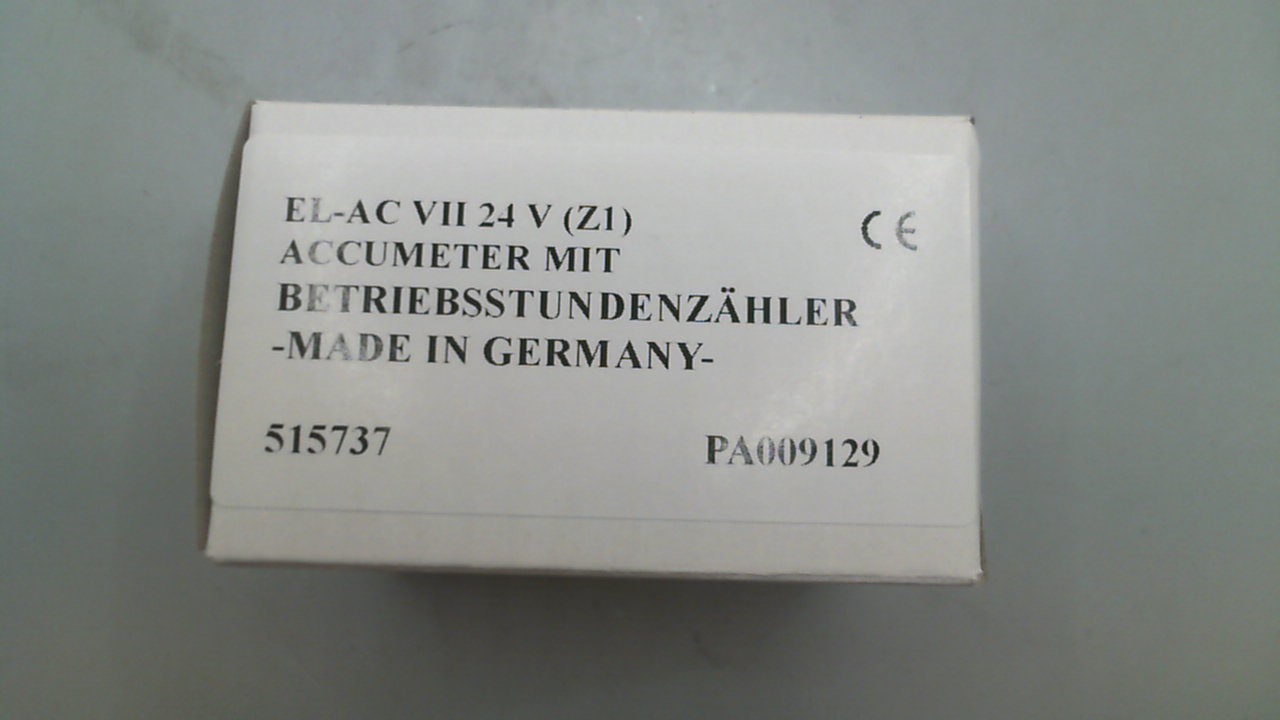 EL-AC VII 24 V (Z1) CE
ACCUMETER MIT
BETRIEBSSTUNDENZÄHLER
-MADE IN GERMANY-
515737 PA009129